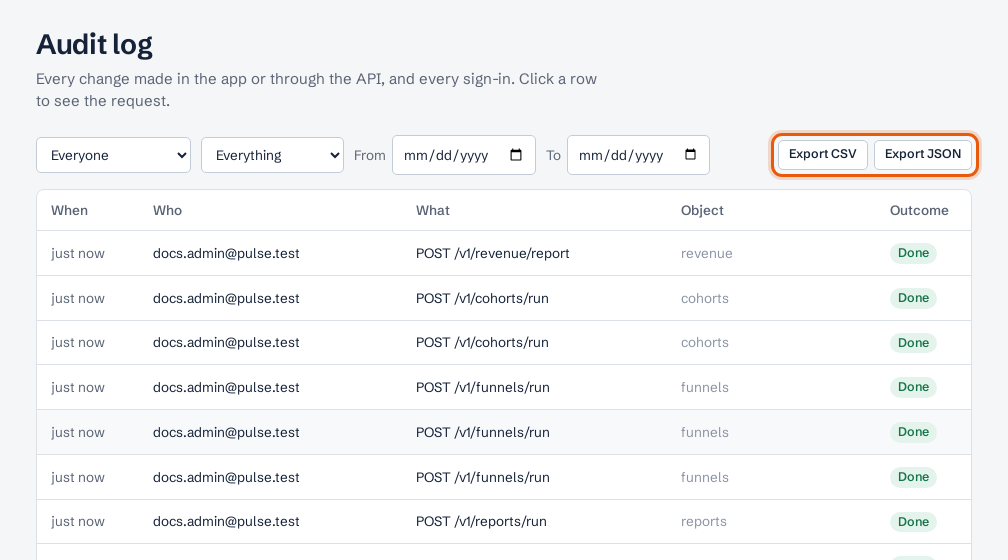 Audit log
Every change made in the app or through the API, and every sign-in. Click a row
to see the request.
Everyone Everything From mm/dd/yyyy To mm/dd/yyyy Export CSV Export JSON
When Who What Object Outcome
just now docs.admin@pulse.test POST /v1/revenue/report revenue Done
just now docs.admin@pulse.test POST /v1/cohorts/run cohorts Done
just now docs.admin@pulse.test POST /v1/cohorts/run cohorts Done
just now docs.admin@pulse.test POST /v1/funnels/run funnels Done
just now docs.admin@pulse.test POST /v1/funnels/run funnels Done
just now docs.admin@pulse.test POST /v1/funnels/run funnels Done
just now docs.admin@pulse.test POST /v1/reports/run reports Done